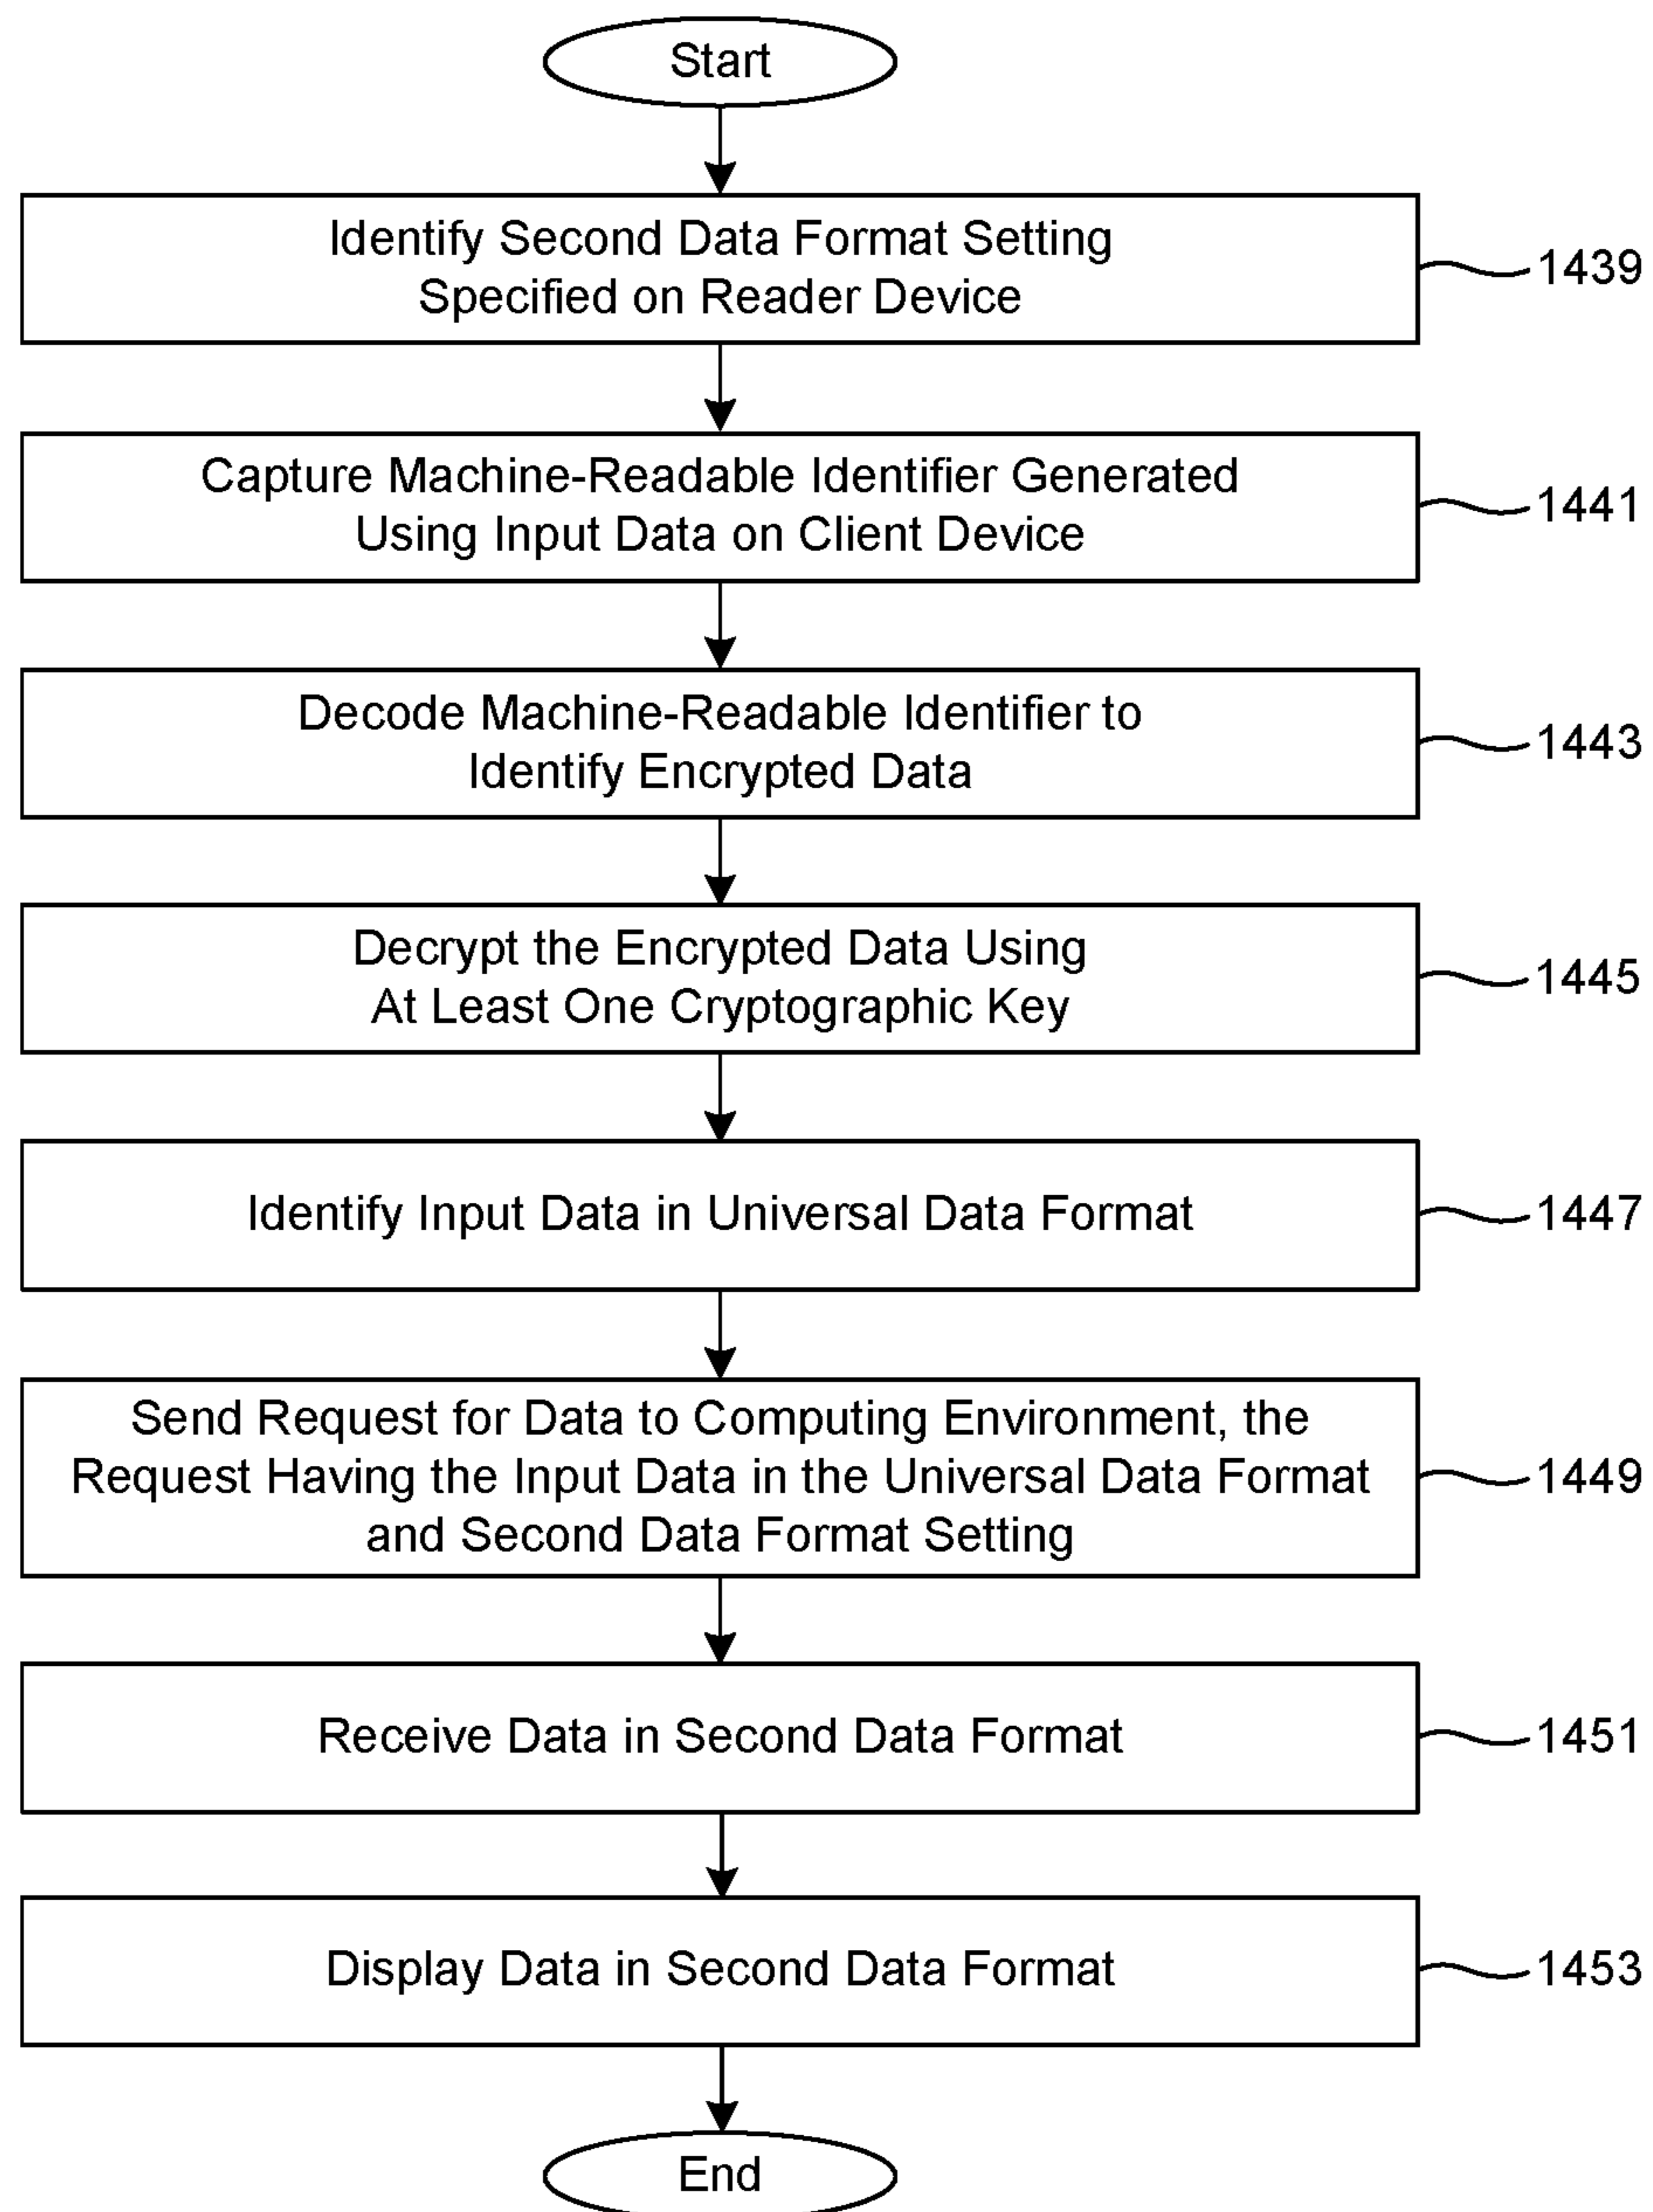 Start
Identify Second Data Format Setting
Specified on Reader Device
1439
Capture Machine-Readable Identifier Generated
Using Input Data on Client Device
1441
Decode Machine-Readable Identifier to
Identify Encrypted Data
1443
Decrypt the Encrypted Data Using
At Least One Cryptographic Key
1445
Identify Input Data in Universal Data Format
1447
Send Request for Data to Computing Environment, the
Request Having the Input Data in the Universal Data Format
and Second Data Format Setting
1449
Receive Data in Second Data Format
1451
Display Data in Second Data Format
1453
End